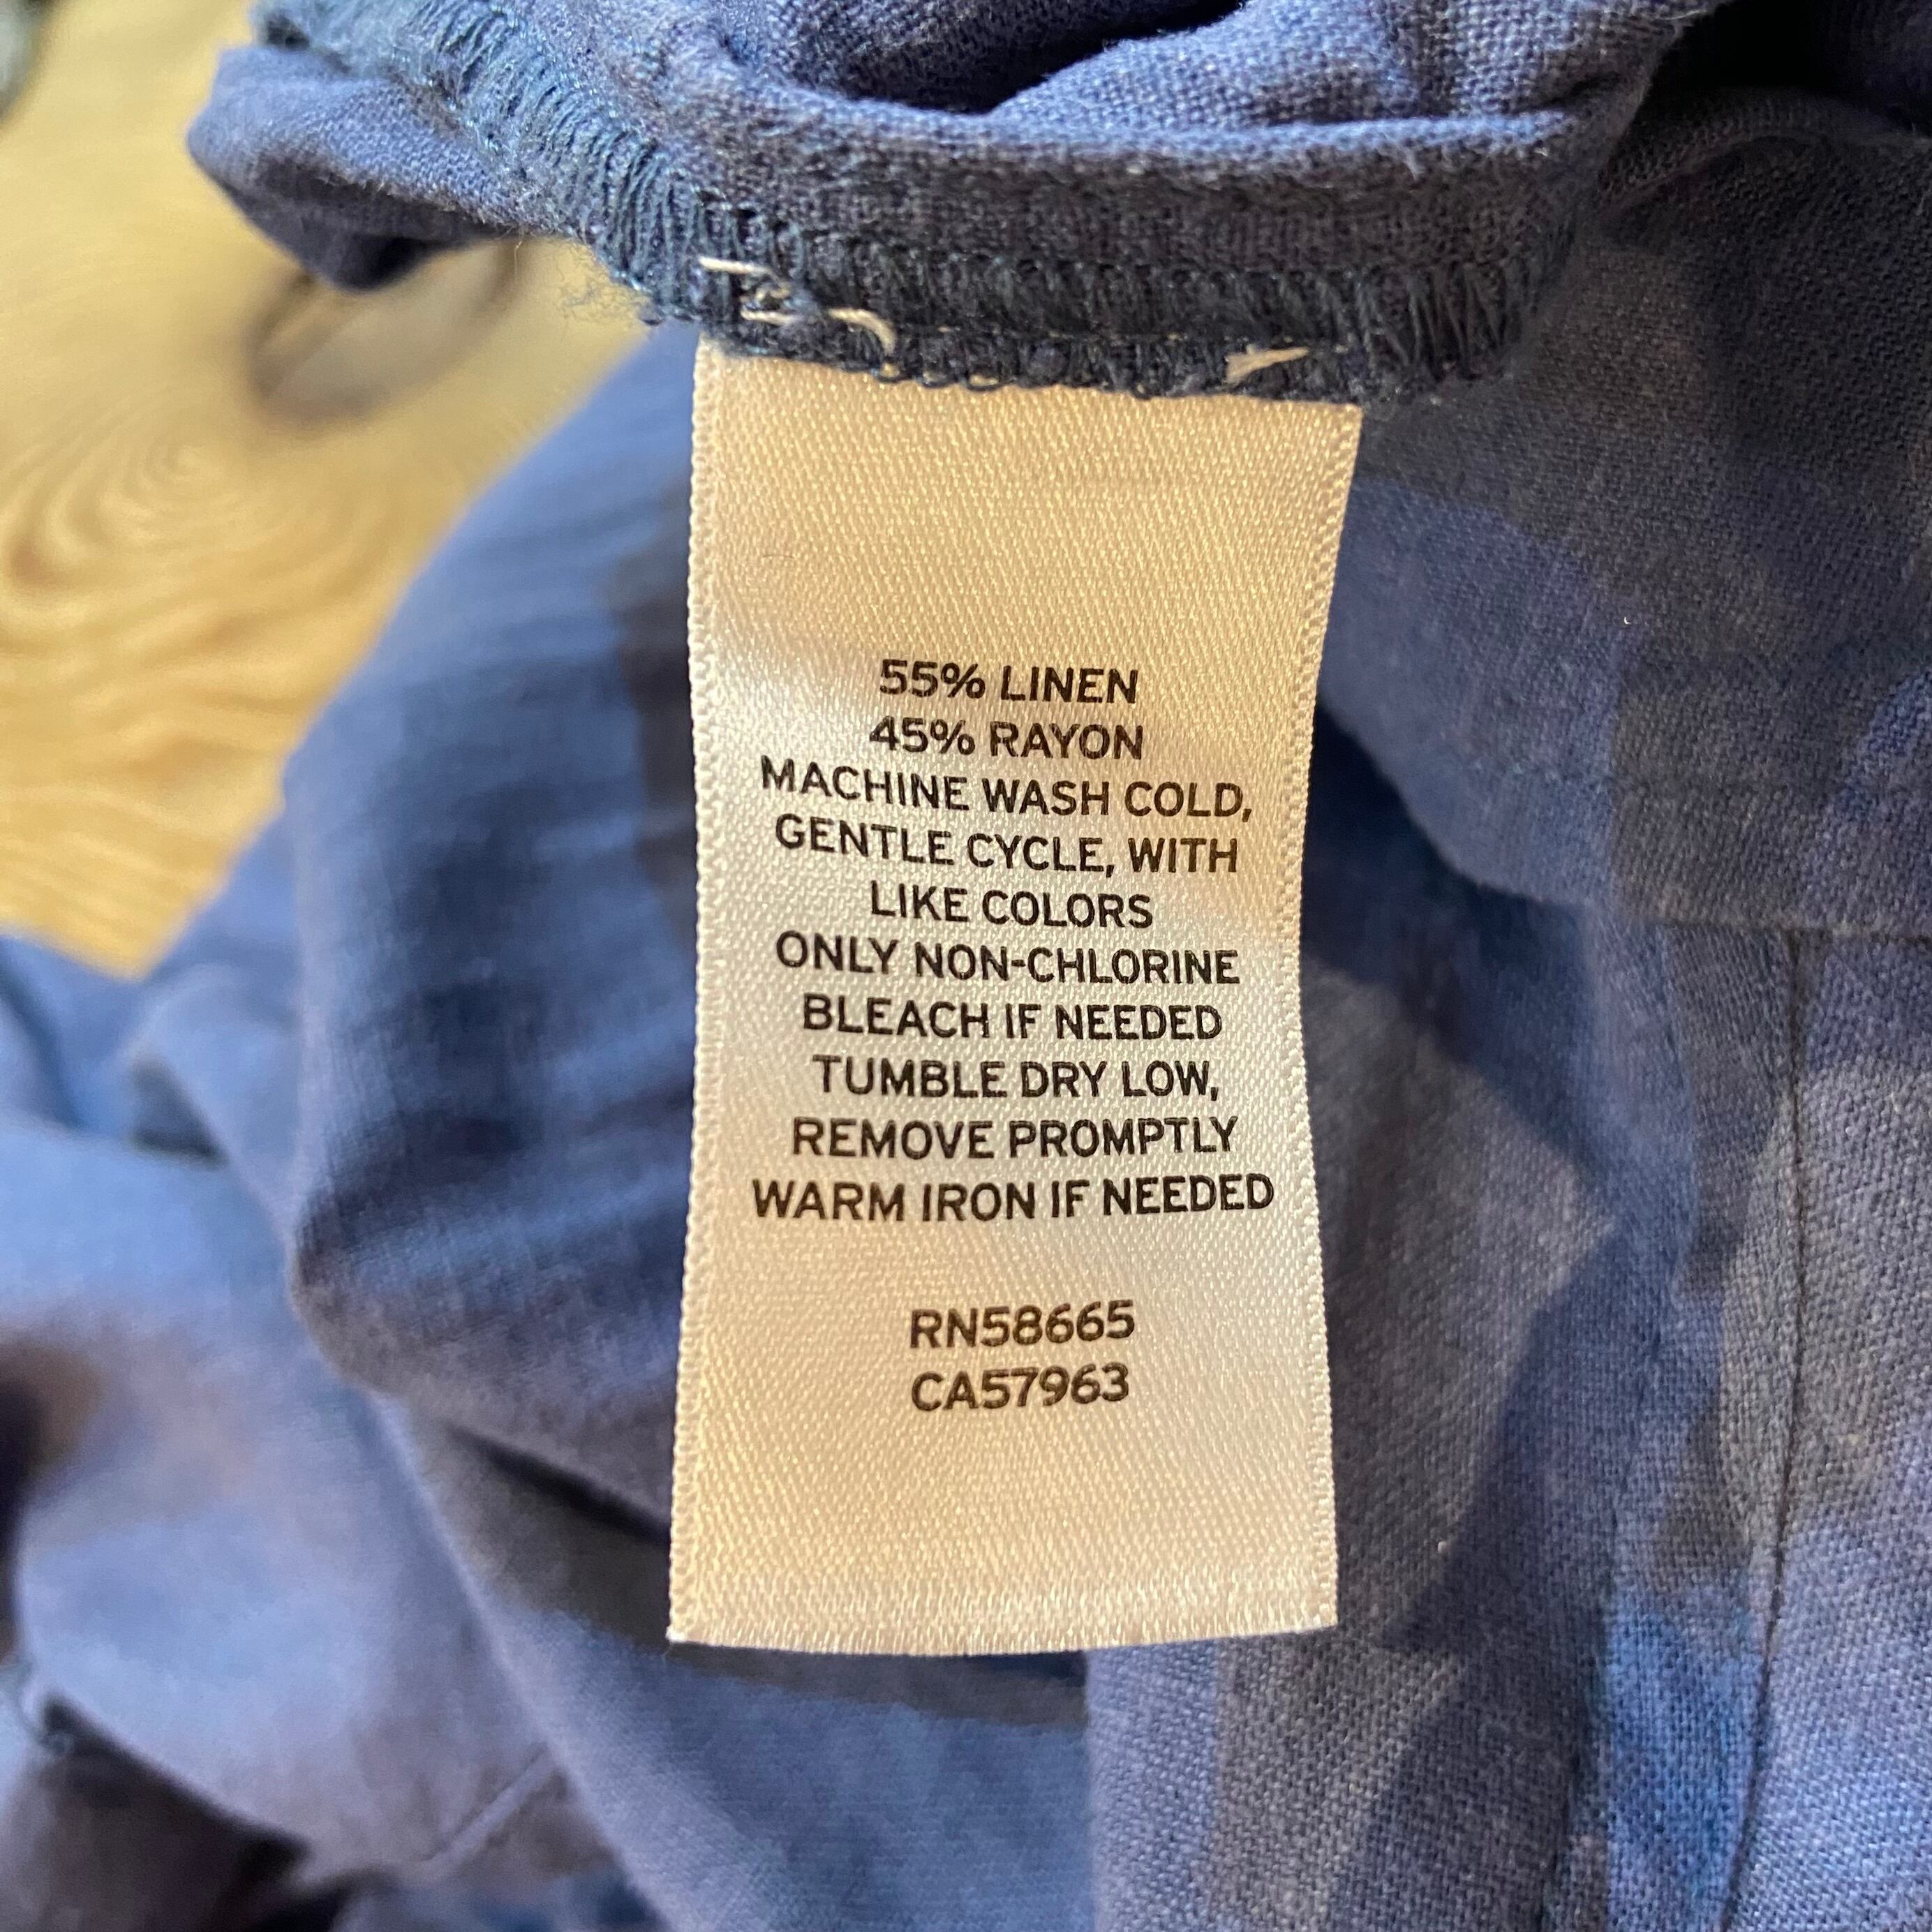 55% LINEN
45% RAYON
MACHINE WASH COLD,
GENTLE CYCLE, WITH
LIKE COLORS
ONLY NON-CHLORINE
BLEACH IF NEEDED
TUMBLE DRY LOW,
REMOVE PROMPTLY
WARM IRON IF NEEDED
RN58665
CA57963